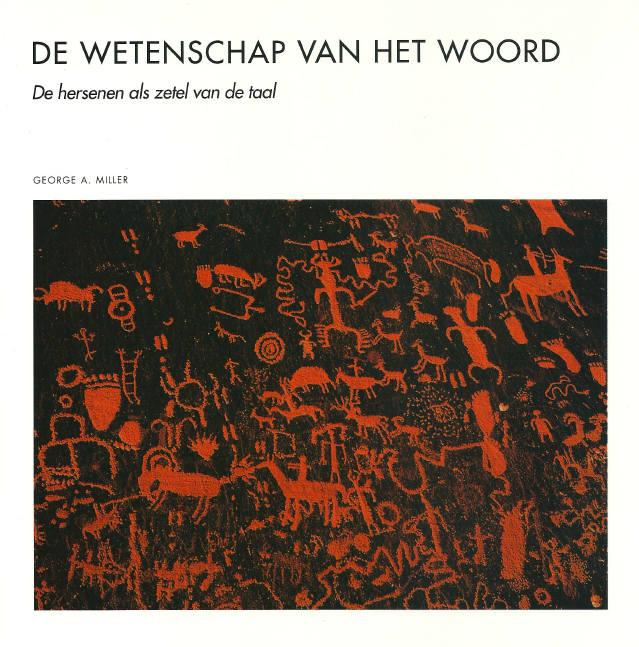 DE WETENSCHAP VAN HET WOORD
De hersenen als zetel van de taal
GEORGE A. MILLER